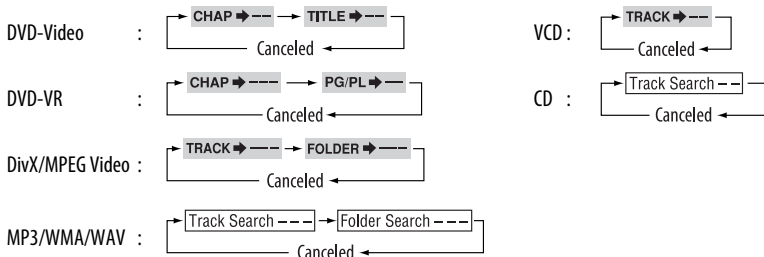 DVD-Video : CHAP ➡ -- TITLE ➡ --
Canceled
DVD-VR : CHAP ➡ --- PG/PL ➡ --
Canceled
DivX/MPEG Video : TRACK ➡ --- FOLDER ➡ ---
Canceled
MP3/WMA/WAV : Track Search --- Folder Search ---
Canceled
VCD : TRACK ➡ --
Canceled
CD : Track Search --
Canceled